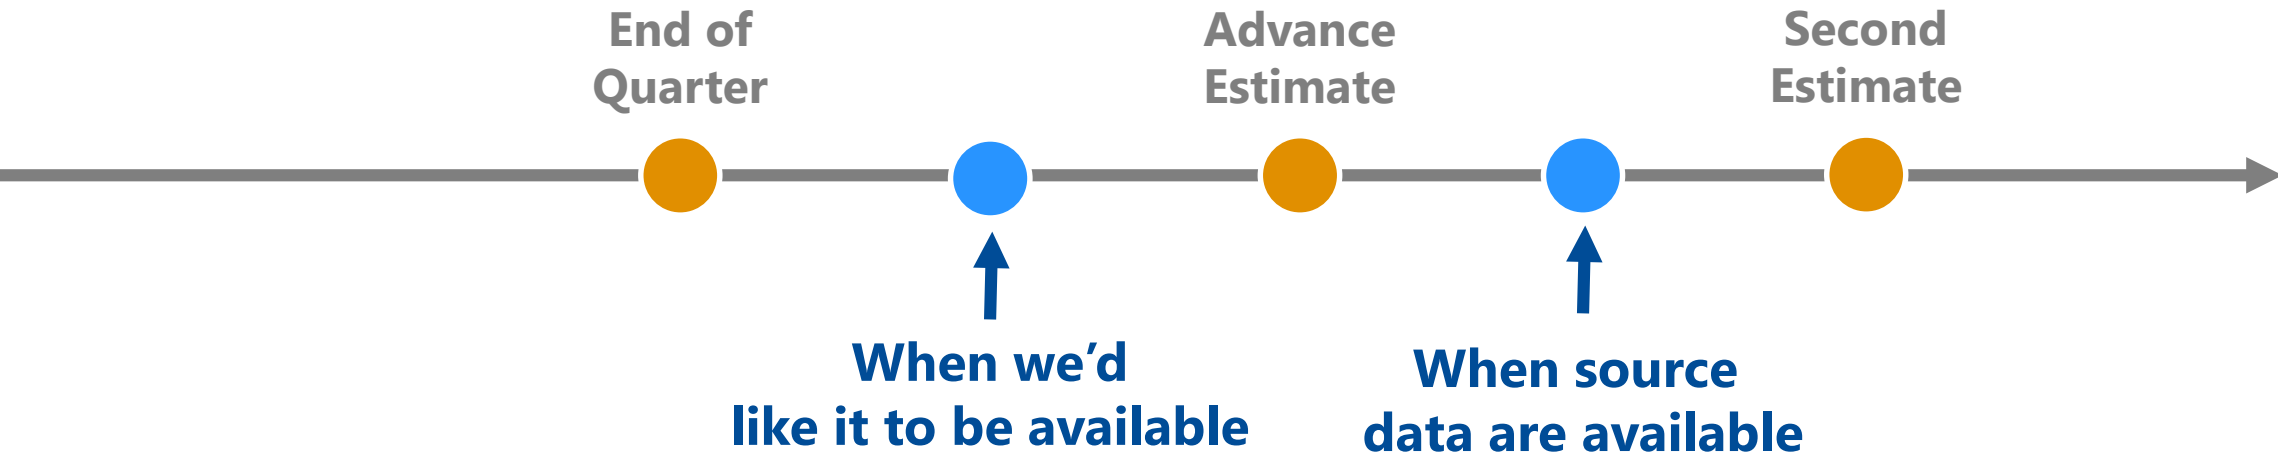 End of
Quarter
Advance
Estimate
Second
Estimate
When we’d
like it to be available
When source
data are available